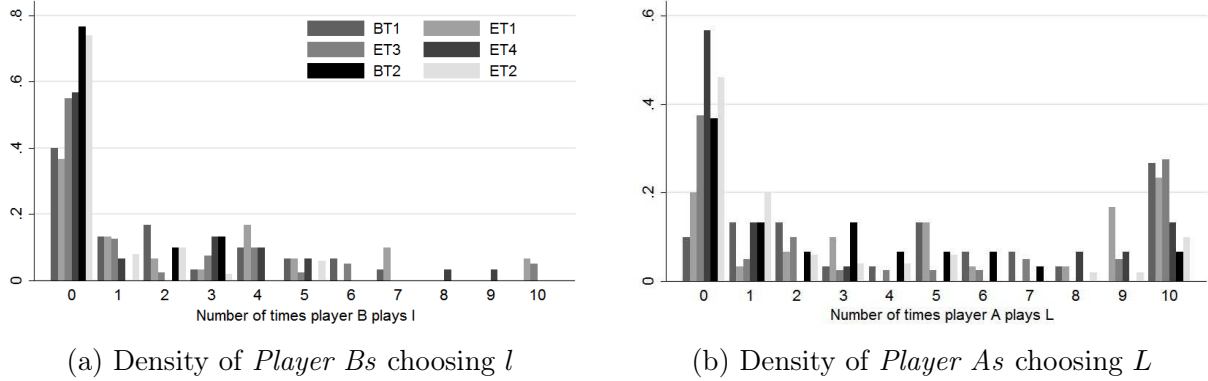 .8
.6
.4
.2
0
BT1 ET1
ET3 ET4
BT2 ET2
0 1 2 3 4 5 6 7 8 9 10
Number of times player B plays l
(a) Density of Player Bs choosing l
.6
.4
.2
0
0 1 2 3 4 5 6 7 8 9 10
Number of times player A plays L
(b) Density of Player As choosing L